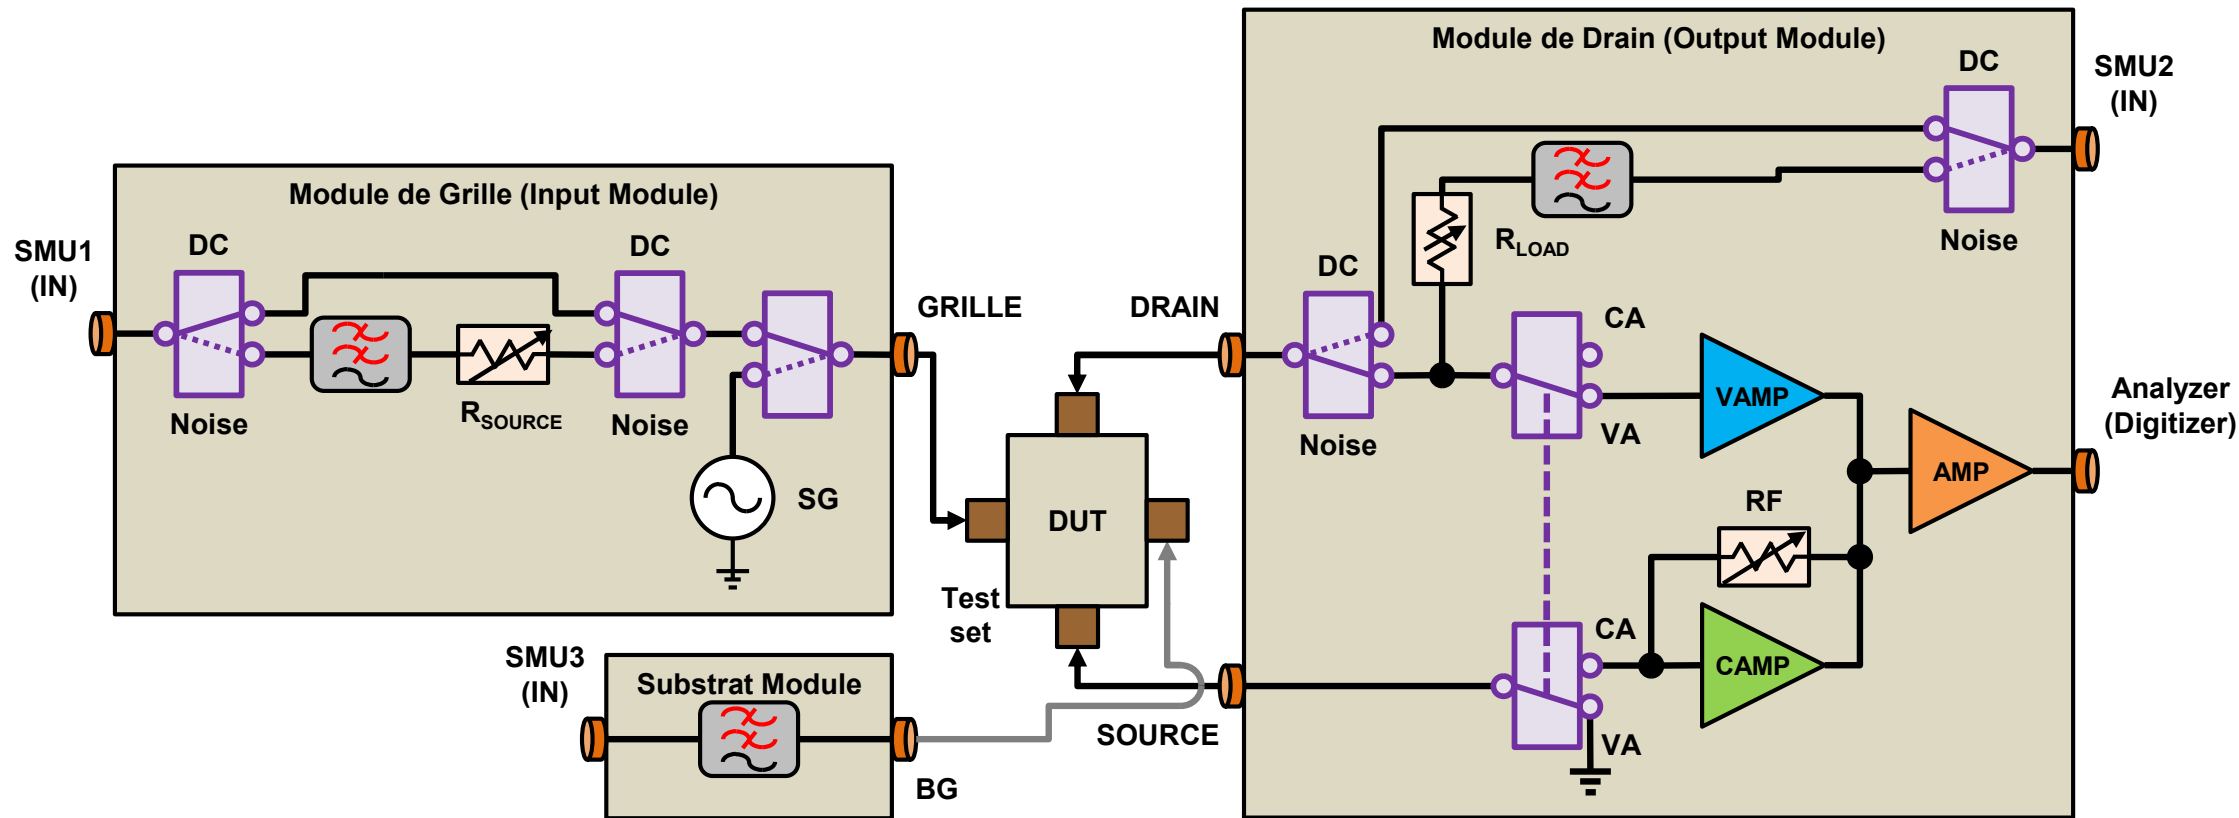 Module de Drain (Output Module)
DC
SMU2
(IN)
Noise
Module de Grille (Input Module)
SMU1
(IN)
DC
DC
Noise
R_SOURCE
Noise
SG
GRILLE
DRAIN
DC
Noise
R_LOAD
CA
VA
VAMP
AMP
Analyzer
(Digitizer)
RF
CAMP
CA
VA
DUT
Test
set
SOURCE
SMU3
(IN)
Substrat Module
BG